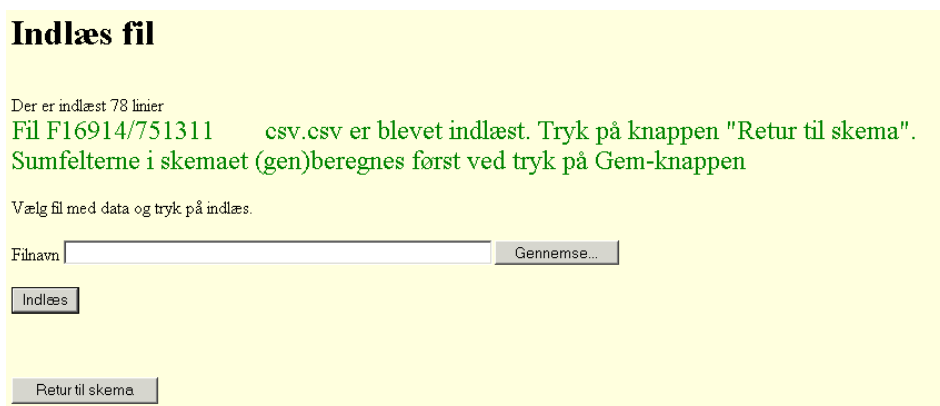 Indlæs fil
Der er indlæst 78 linier
Fil F16914/751311 csv.csv er blevet indlæst. Tryk på knappen "Retur til skema".
Sumfelterne i skemaet (gen)beregnes først ved tryk på Gem-knappen
Vælg fil med data og tryk på indlæs.
Filnavn Gennemse...
Indlæs
Retur til skema